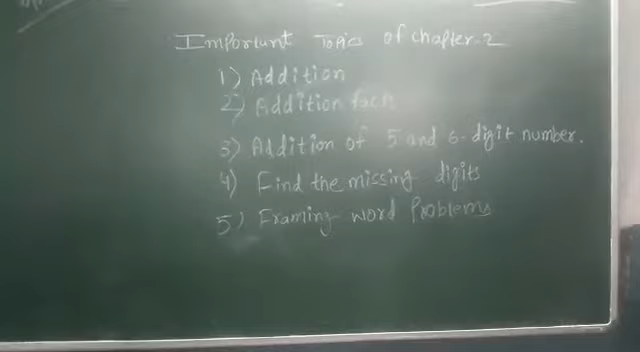 Important Topics of chapter-2
1) Addition
2) Addition facts
3) Addition of 5 and 6-digit number.
4) Find the missing digits
5) Framing word Problems